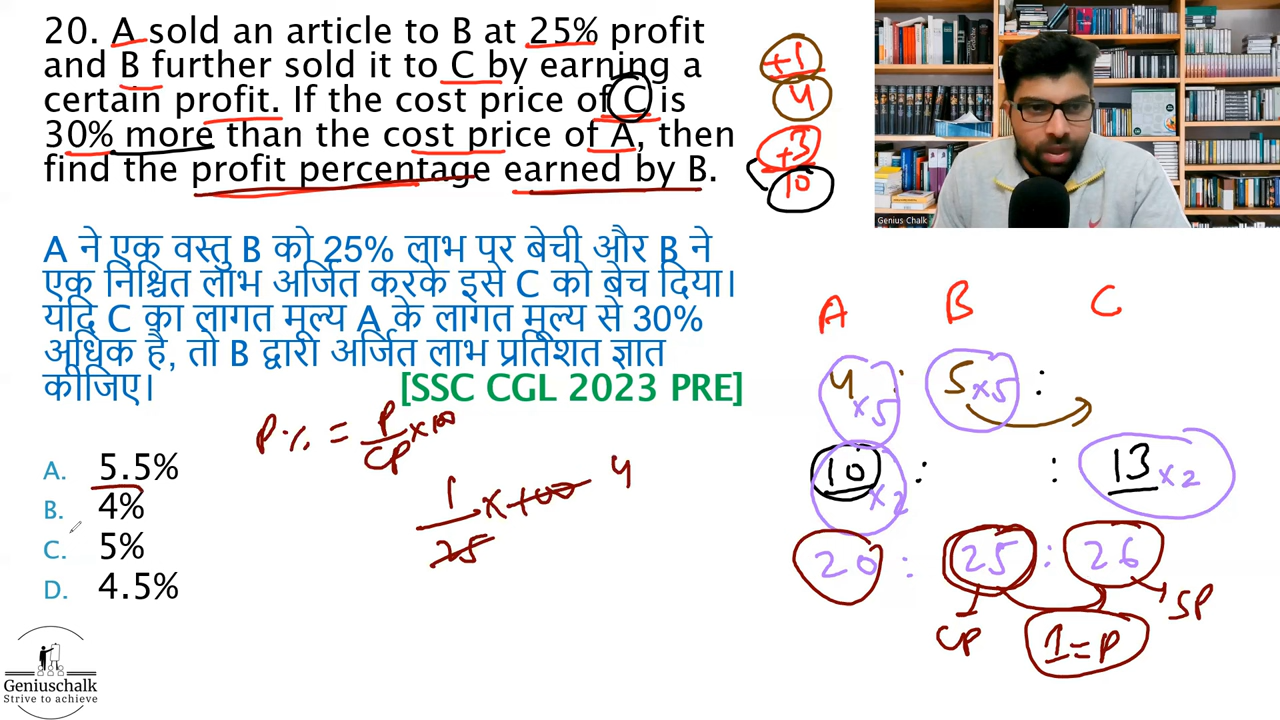 20. A sold an article to B at 25% profit
and B further sold it to C by earning a
certain profit. If the cost price of C is
30% more than the cost price of A, then
find the profit percentage earned by B.
+1
4
+3
10
Genius Chalk
A ने एक वस्तु B को 25% लाभ पर बेची और B ने
एक निश्चित लाभ अर्जित करके इसे C को बेच दिया।
यदि C का लागत मूल्य A के लागत मूल्य से 30%
अधिक है, तो B द्वारा अर्जित लाभ प्रतिशत ज्ञात
कीजिए। [SSC CGL 2023 PRE]
A B C
4 x5 : 5 x5 :
10 x2 : : 13 x2
20 : 25 : 26
CP SP
1 = P
P% = P/CP x 100
1/25 x 100 4
A. 5.5%
B. 4%
C. 5%
D. 4.5%
Geniuschalk
Strive to achieve